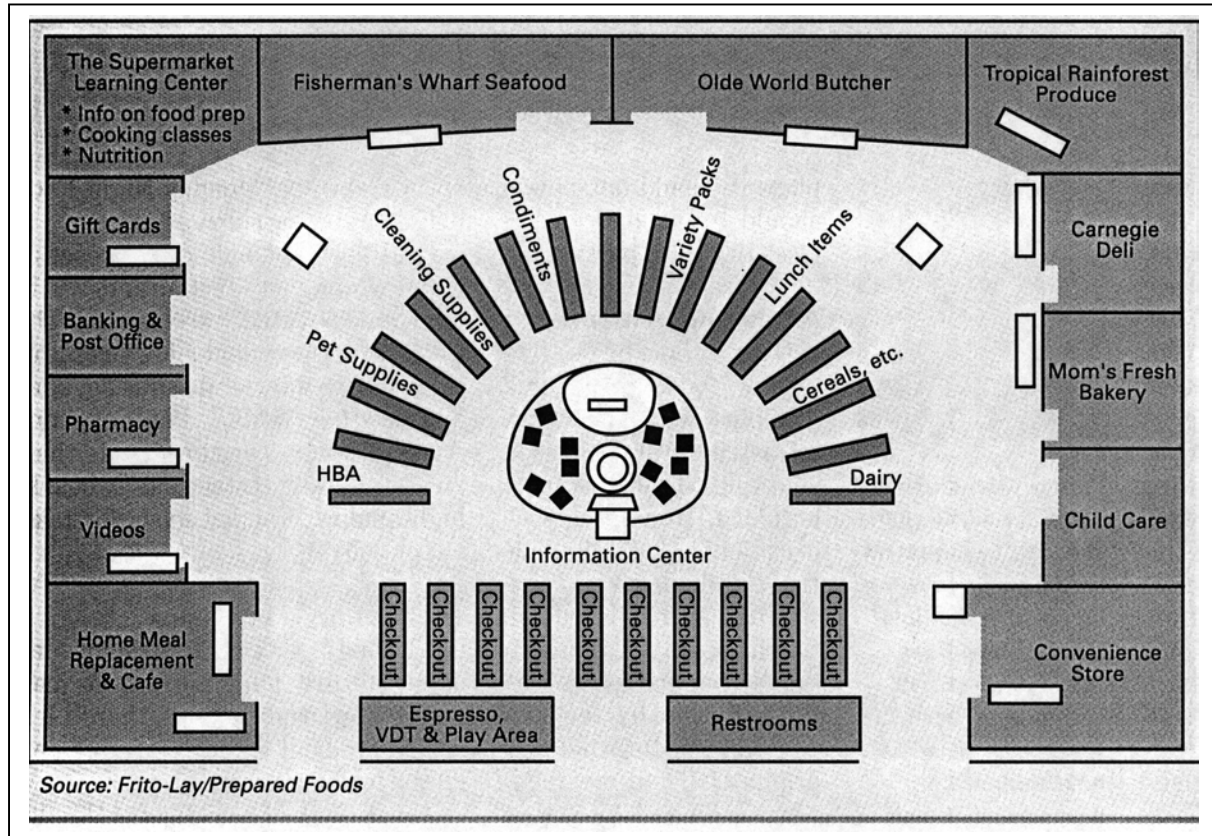 The Supermarket
Learning Center
* Info on food prep
* Cooking classes
* Nutrition
Fisherman's Wharf Seafood
Olde World Butcher
Tropical Rainforest
Produce
Gift Cards
Banking &
Post Office
Pharmacy
Videos
Home Meal
Replacement
& Cafe
HBA
Pet Supplies
Cleaning Supplies
Condiments
Variety Packs
Lunch Items
Cereals, etc.
Dairy
Information Center
Carnegie
Deli
Mom's Fresh
Bakery
Child Care
Convenience
Store
Checkout
Checkout
Checkout
Checkout
Checkout
Checkout
Checkout
Checkout
Checkout
Checkout
Espresso,
VDT & Play Area
Restrooms
Source: Frito-Lay/Prepared Foods